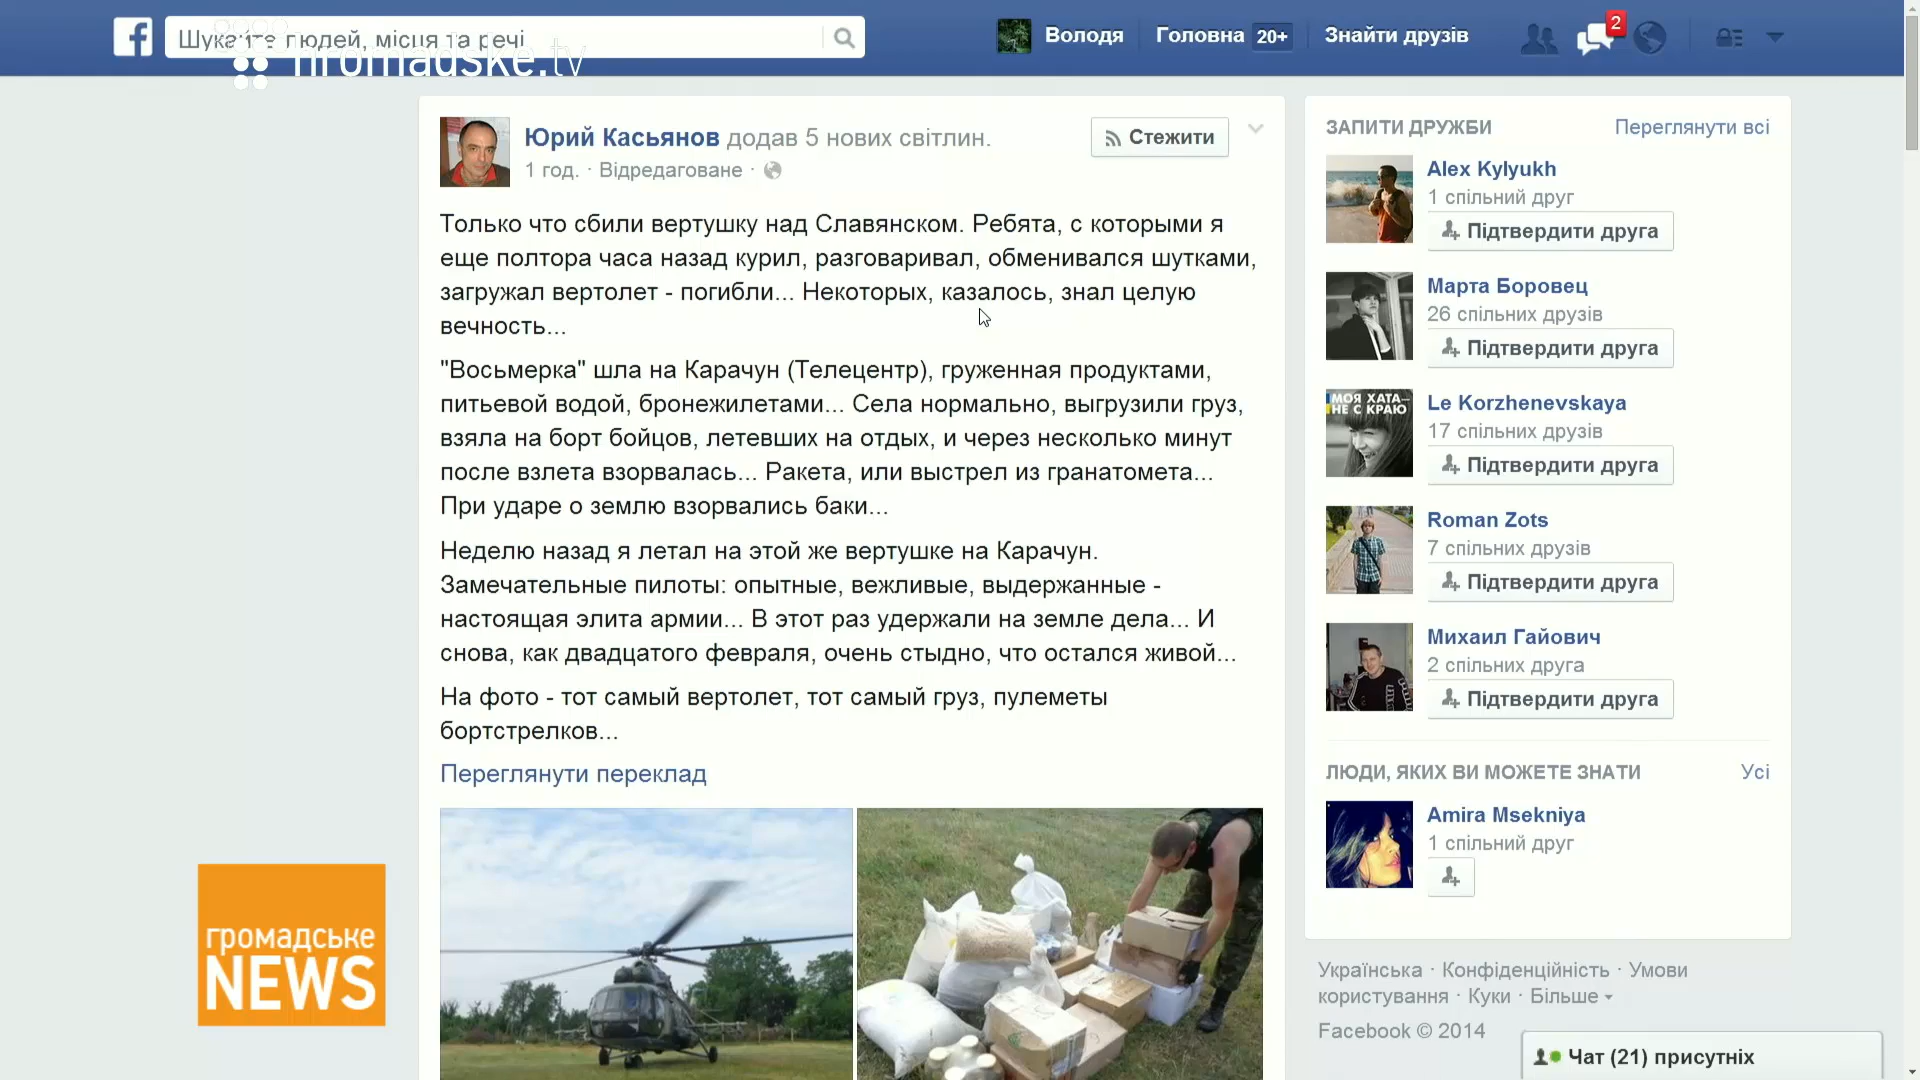 Шукайте людей, місця та речі
hromadske.tv
Володя
Головна 20+
Знайти друзів
2
Юрий Касьянов додав 5 нових світлин.
1 год. · Відредаговане ·
Стежити
Только что сбили вертушку над Славянском. Ребята, с которыми я
еще полтора часа назад курил, разговаривал, обменивался шутками,
загружал вертолет - погибли... Некоторых, казалось, знал целую
вечность...
"Восьмерка" шла на Карачун (Телецентр), груженная продуктами,
питьевой водой, бронежилетами... Села нормально, выгрузили груз,
взяла на борт бойцов, летевших на отдых, и через несколько минут
после взлета взорвалась... Ракета, или выстрел из гранатомета...
При ударе о землю взорвались баки...
Неделю назад я летал на этой же вертушке на Карачун.
Замечательные пилоты: опытные, вежливые, выдержанные -
настоящая элита армии... В этот раз удержали на земле дела... И
снова, как двадцатого февраля, очень стыдно, что остался живой...
На фото - тот самый вертолет, тот самый груз, пулеметы
бортстрелков...
Переглянути переклад
громадське
NEWS
ЗАПИТИ ДРУЖБИ
Переглянути всі
Alex Kylyukh
1 спільний друг
Підтвердити друга
Марта Боровец
26 спільних друзів
Підтвердити друга
МОЯ ХАТА–
НЕ С КРАЮ
Le Korzhenevskaya
17 спільних друзів
Підтвердити друга
Roman Zots
7 спільних друзів
Підтвердити друга
Михаил Гайович
2 спільних друга
Підтвердити друга
ЛЮДИ, ЯКИХ ВИ МОЖЕТЕ ЗНАТИ
Усі
Amira Msekniya
1 спільний друг
Українська · Конфіденційність · Умови
користування · Куки · Більше
Facebook © 2014
Чат (21) присутніх